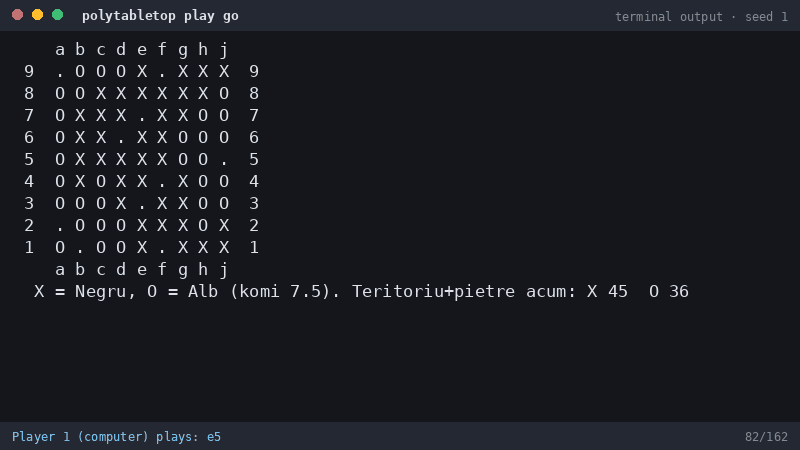 polytabletop play go
terminal output · seed 1
a b c d e f g h j
9 . O O O X . X X X 9
8 O O X X X X X X O 8
7 O X X X . X X O O 7
6 O X X . X X O O O 6
5 O X X X X X O O . 5
4 O X O X X . X O O 4
3 O O O X . X X O O 3
2 . O O O X X X O X 2
1 O . O O X . X X X 1
a b c d e f g h j
X = Negru, O = Alb (komi 7.5). Teritoriu+pietre acum: X 45 O 36
Player 1 (computer) plays: e5
82/162